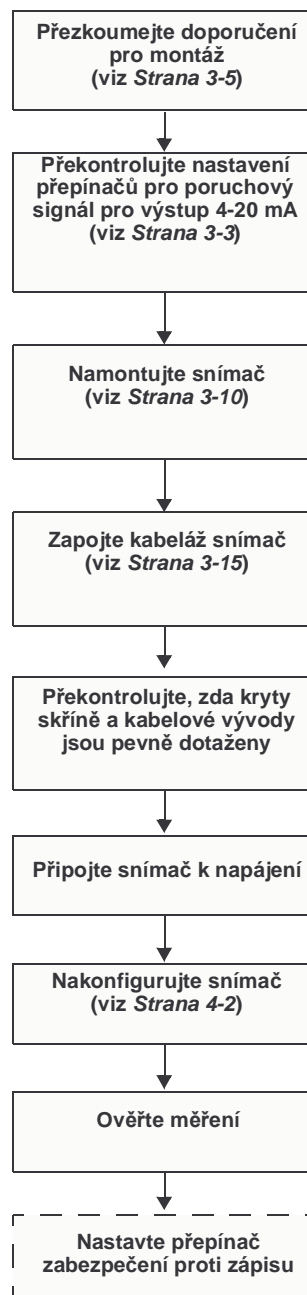 Přezkoumejte doporučení
pro montáž
(viz Strana 3-5)
Překontrolujte nastavení
přepínačů pro poruchový
signál pro výstup 4-20 mA
(viz Strana 3-3)
Namontujte snímač
(viz Strana 3-10)
Zapojte kabeláž snímač
(viz Strana 3-15)
Překontrolujte, zda kryty
skříně a kabelové vývody
jsou pevně dotaženy
Připojte snímač k napájení
Nakonfigurujte snímač
(viz Strana 4-2)
Ověřte měření
Nastavte přepínač
zabezpečení proti zápisu